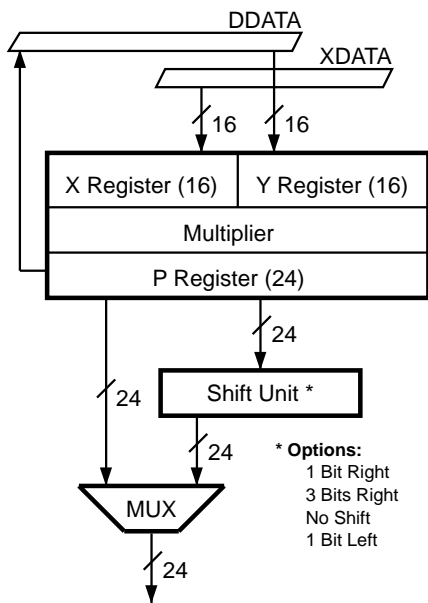 DDATA
XDATA
16
16
X Register (16)
Y Register (16)
Multiplier
P Register (24)
24
Shift Unit *
24
24
* Options:
1 Bit Right
3 Bits Right
No Shift
1 Bit Left
MUX
24